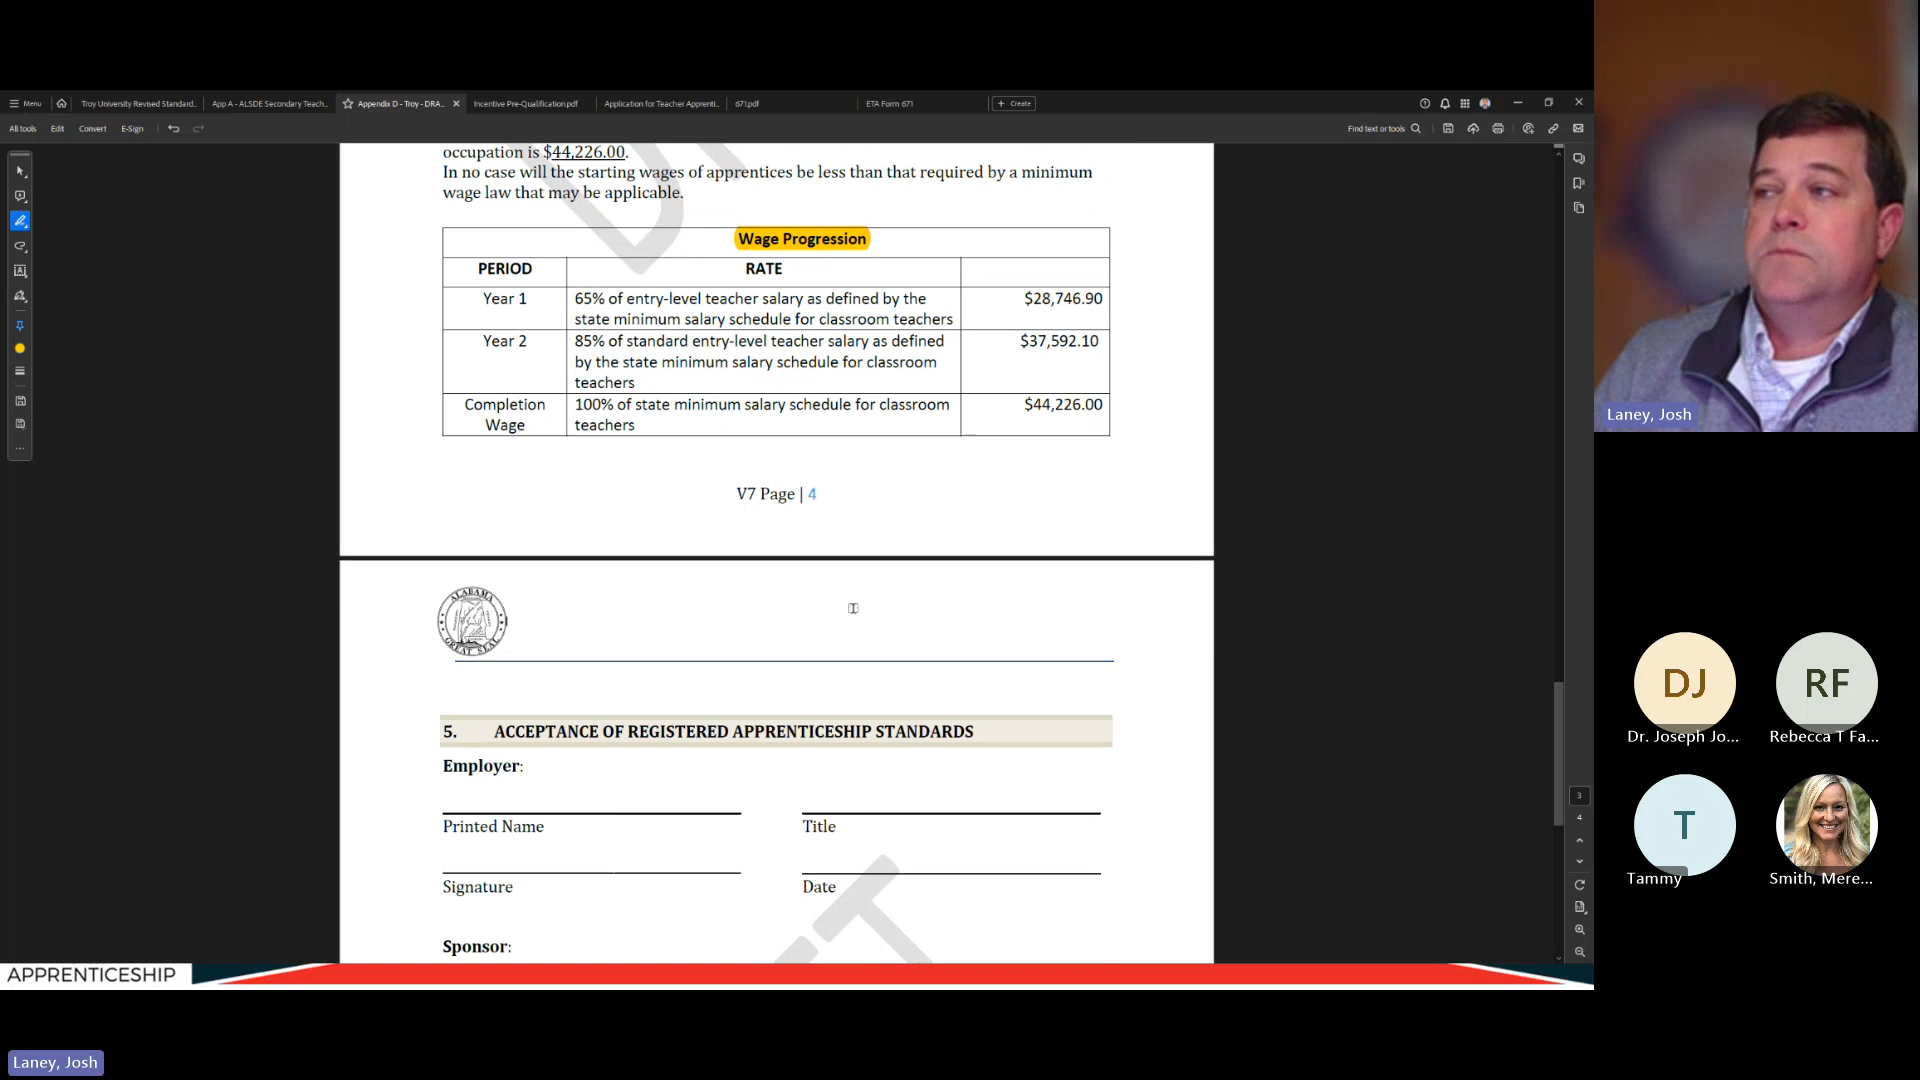 Menu
Troy University Revised Standard...
App A - ALSDE Secondary Teach...
Appendix D - Troy - DRA...
Incentive Pre-Qualification.pdf
Application for Teacher Apprenti...
671.pdf
ETA Form 671
+ Create
All tools
Edit
Convert
E-Sign
Find text or tools
occupation is $44,226.00.
In no case will the starting wages of apprentices be less than that required by a minimum
wage law that may be applicable.
Wage Progression
PERIOD
RATE
Year 1
65% of entry-level teacher salary as defined by the
state minimum salary schedule for classroom teachers
$28,746.90
Year 2
85% of standard entry-level teacher salary as defined
by the state minimum salary schedule for classroom
teachers
$37,592.10
Completion
Wage
100% of state minimum salary schedule for classroom
teachers
$44,226.00
V7 Page | 4
ALABAMA
GREAT SEAL
5. ACCEPTANCE OF REGISTERED APPRENTICESHIP STANDARDS
Employer:
Printed Name
Title
Signature
Date
Sponsor:
3
4
APPRENTICESHIP
Laney, Josh
Laney, Josh
DJ
RF
Dr. Joseph Jo...
Rebecca T Fa...
T
Tammy
Smith, Mere...